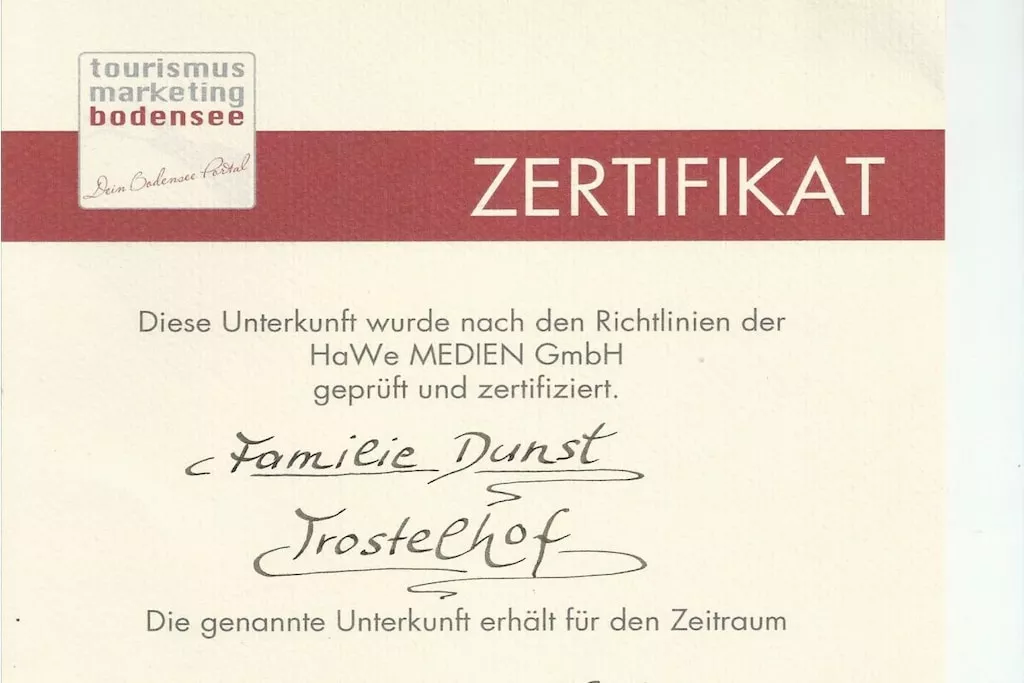 tourismus
marketing
bodensee
Dein Bodensee Portal
ZERTIFIKAT
Diese Unterkunft wurde nach den Richtlinien der
HaWe MEDIEN GmbH
geprüft und zertifiziert.
Familie Dunst
Trostelhof
Die genannte Unterkunft erhält für den Zeitraum